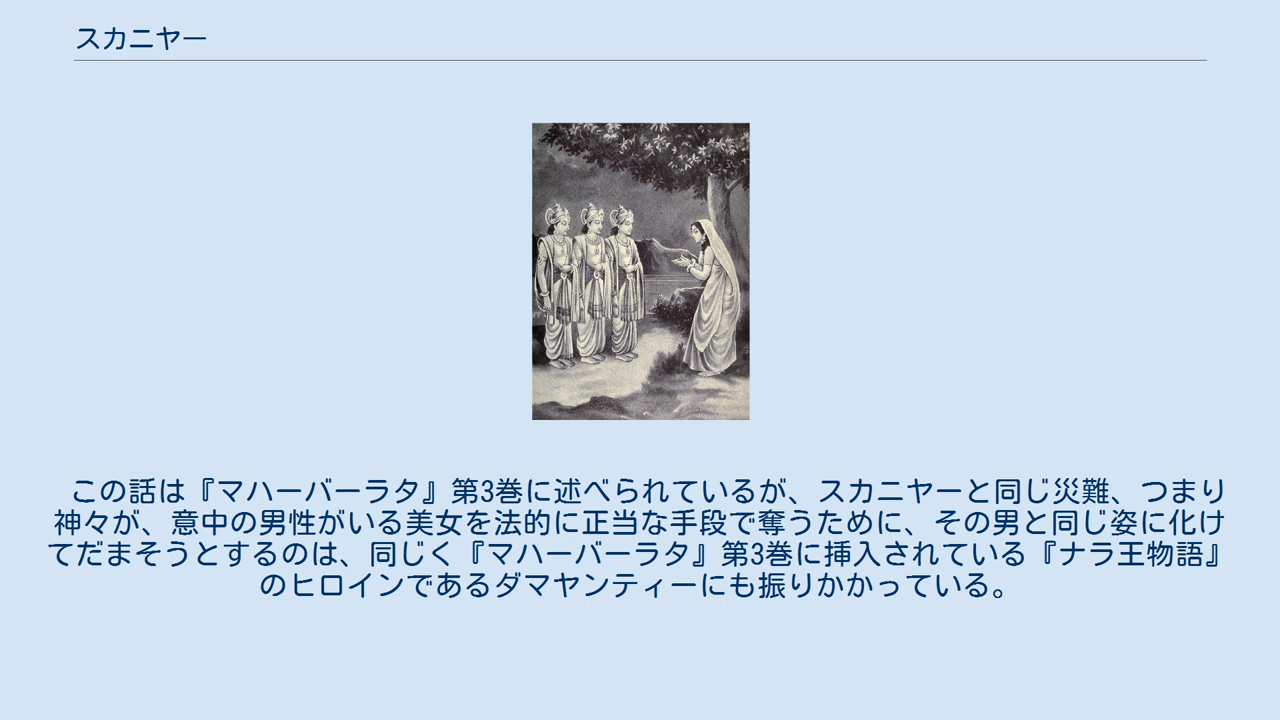 スカニヤー
この話は『マハーバーラタ』第3巻に述べられているが、スカニヤーと同じ災難、つまり
神々が、意中の男性がいる美女を法的に正当な手段で奪うために、その男と同じ姿に化け
てだまそうとするのは、同じく『マハーバーラタ』第3巻に挿入されている『ナラ王物語』
のヒロインであるダマヤンティーにも振りかかっている。